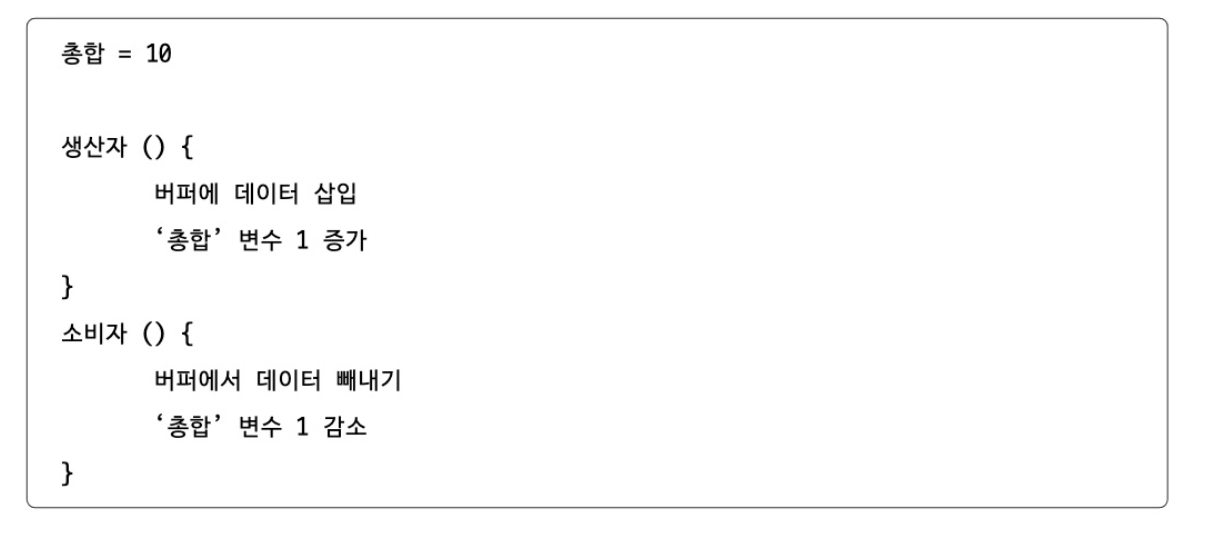 총합 = 10
생산자 () {
버퍼에 데이터 삽입
‘총합’ 변수 1 증가
}
소비자 () {
버퍼에서 데이터 빼내기
‘총합’ 변수 1 감소
}